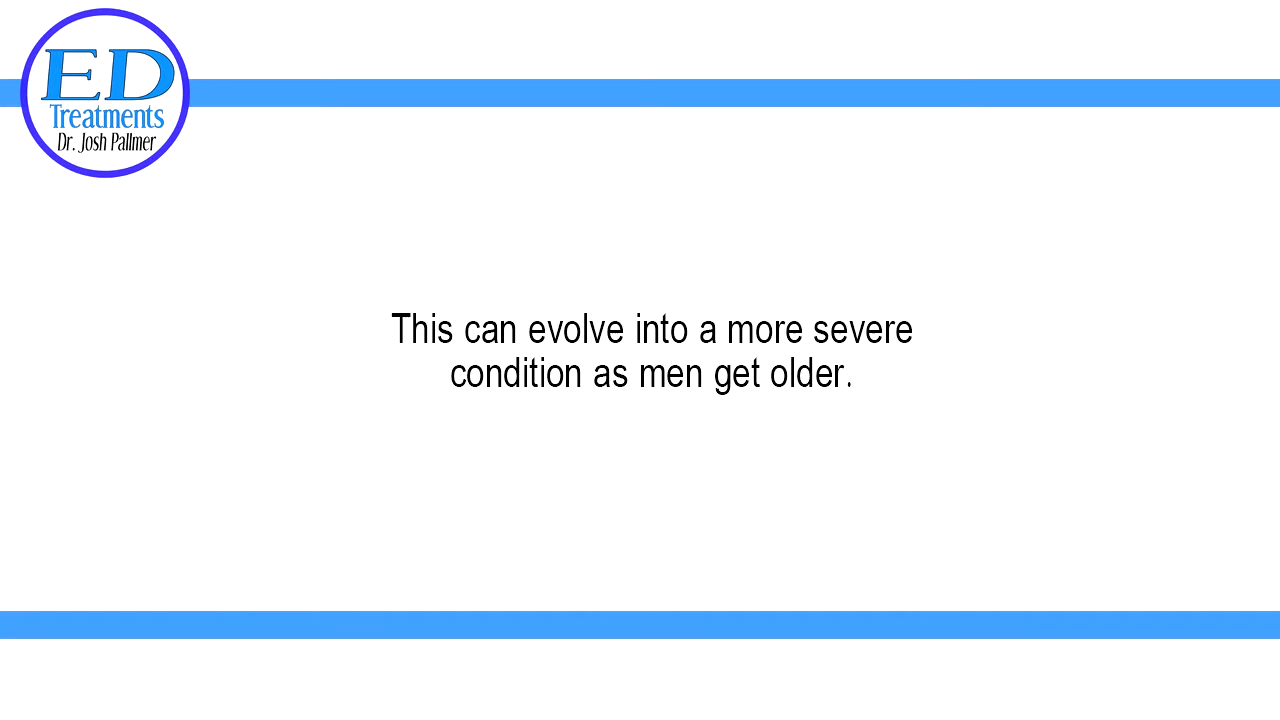 ED
Treatments
Dr. Josh Pallmer
This can evolve into a more severe
condition as men get older.